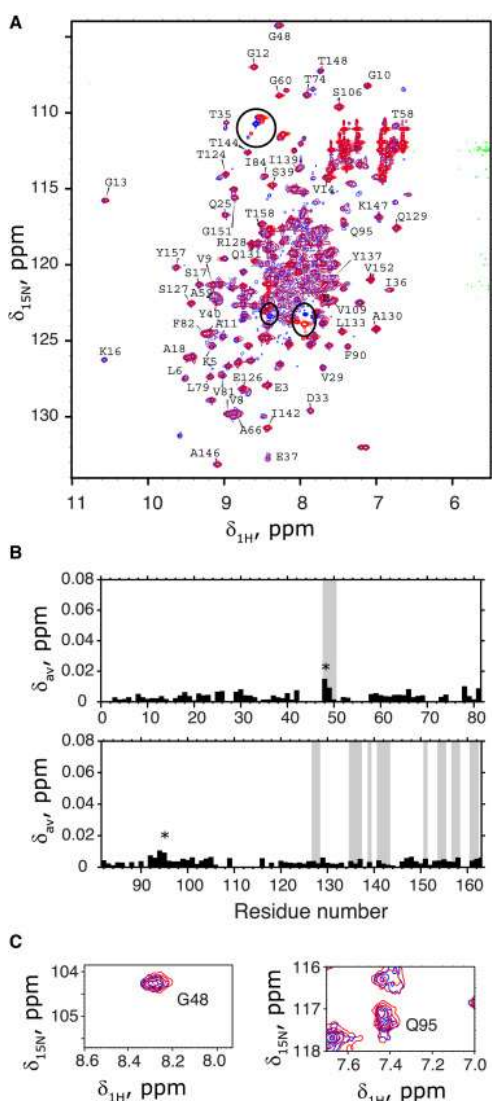 A
G48
G12
T148
T74
G10
G60
S106
T58
T35
T144
I139
T124
I84
S39
G13
VI4
K147
Q25
Q129
G151
T158
Q95
R128
Y157
Q131
Y137
V9
S17
V152
I36
S127
A59
V109
Y40
A130
F82
A11
L133
K16
A18
F90
K5
L6
V29
L79
E126
E3
V81
V8
D33
A66
I142
A146
E37
110
115
120
125
130
δ15N, ppm
11 10 9 8 7 6
δ1H, ppm
B
0.08
0.06
0.04
0.02
0
δav, ppm
*
0 10 20 30 40 50 60 70 80
0.08
0.06
0.04
0.02
0
δav, ppm
*
90 100 110 120 130 140 150 160
Residue number
C
104
105
δ15N, ppm
G48
8.6 8.4 8.2 8.0
δ1H, ppm
116
117
118
δ15N, ppm
Q95
7.6 7.4 7.2 7.0
δ1H, ppm